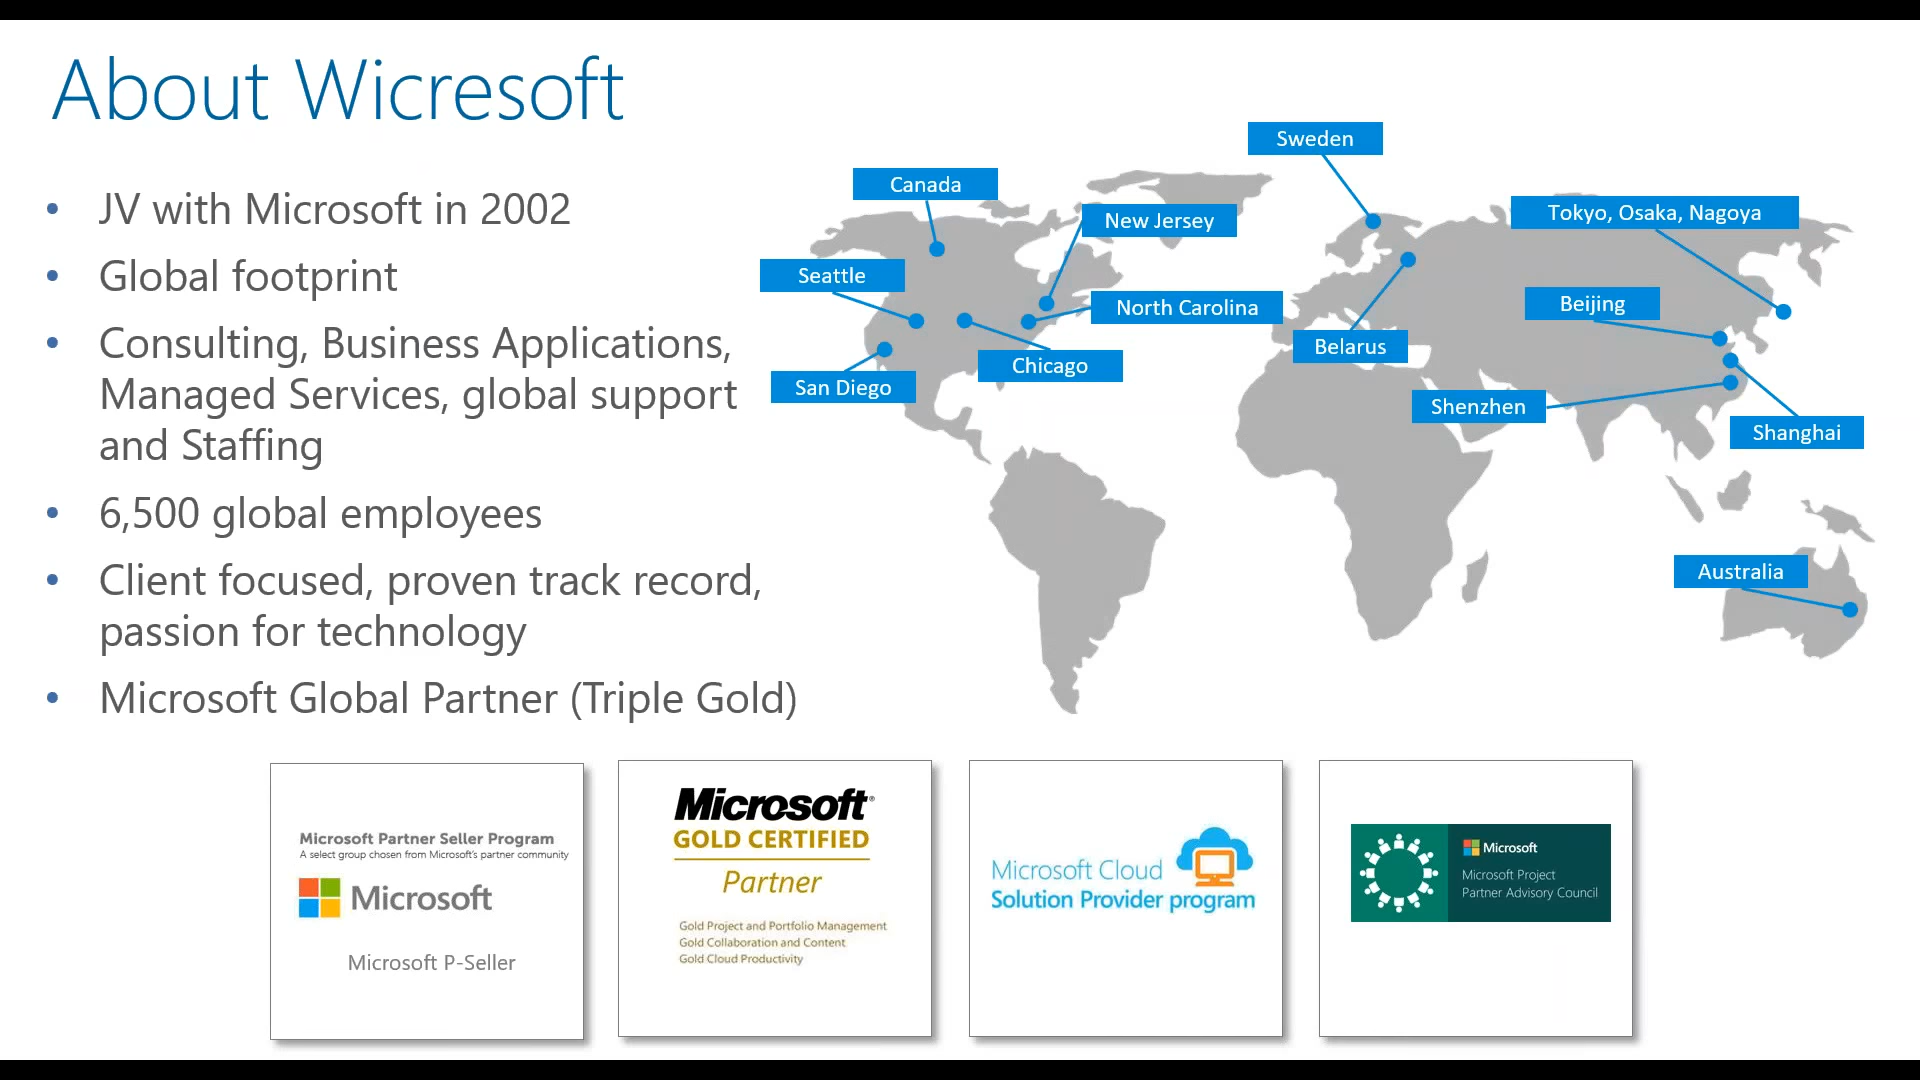 About Wicresoft
• JV with Microsoft in 2002
• Global footprint
• Consulting, Business Applications,
Managed Services, global support
and Staffing
• 6,500 global employees
• Client focused, proven track record,
passion for technology
• Microsoft Global Partner (Triple Gold)
Sweden
Canada
New Jersey
Tokyo, Osaka, Nagoya
Seattle
North Carolina
Beijing
Belarus
Chicago
San Diego
Shenzhen
Shanghai
Australia
Microsoft Partner Seller Program
A select group chosen from Microsoft's partner community
Microsoft
Microsoft P-Seller
Microsoft®
GOLD CERTIFIED
Partner
Gold Project and Portfolio Management
Gold Collaboration and Content
Gold Cloud Productivity
Microsoft Cloud
Solution Provider program
Microsoft
Microsoft Project
Partner Advisory Council